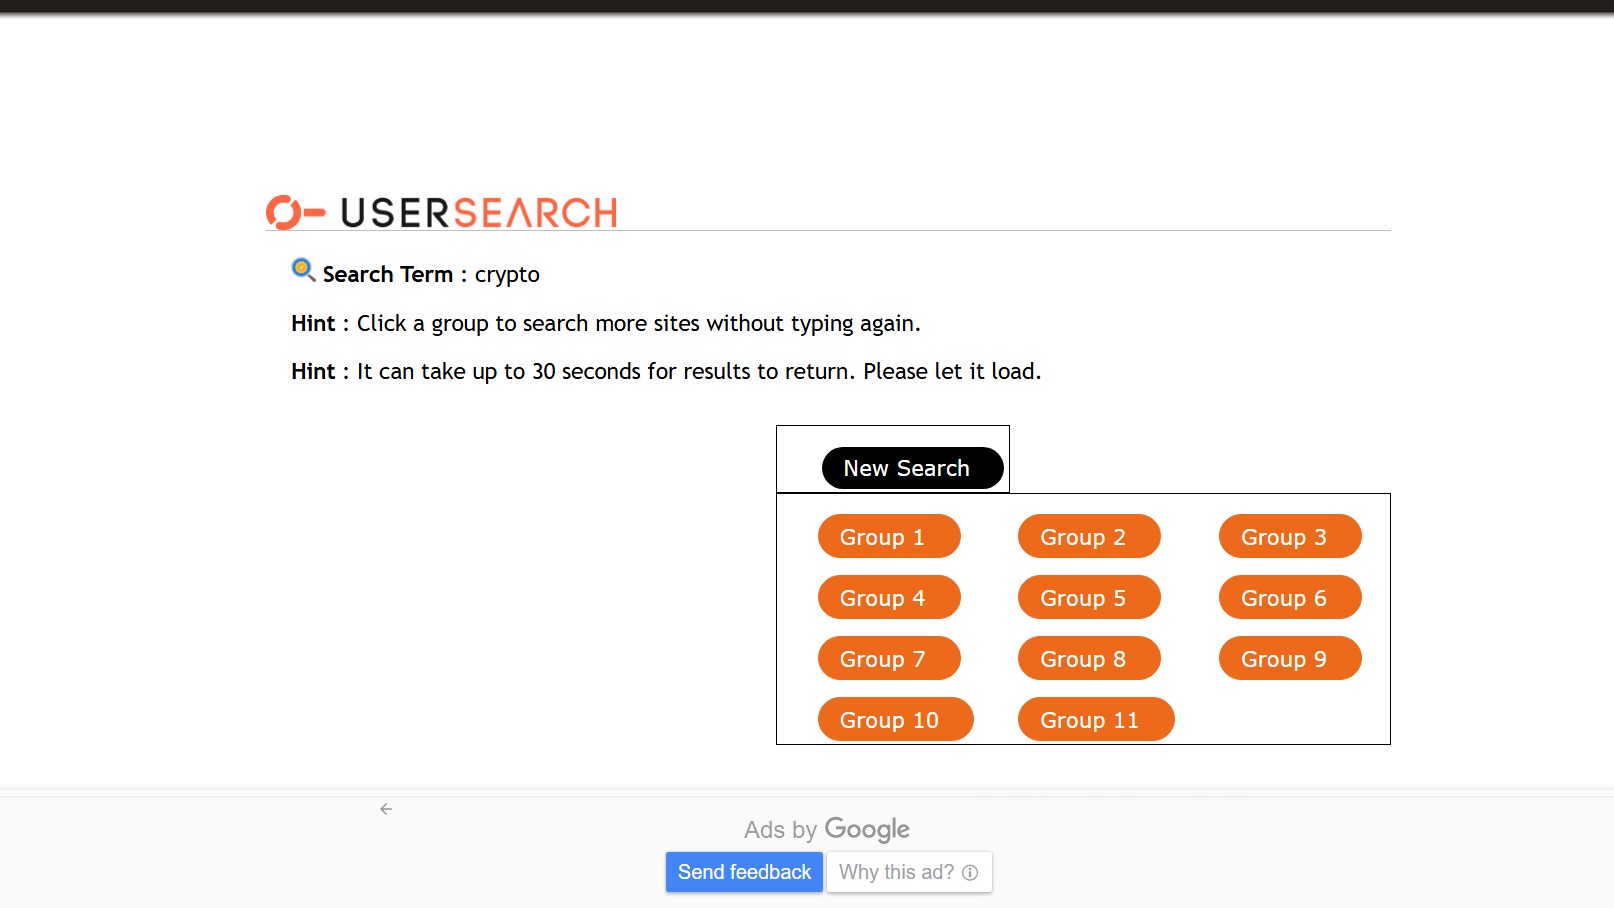 USERSEARCH
Search Term : crypto
Hint : Click a group to search more sites without typing again.
Hint : It can take up to 30 seconds for results to return. Please let it load.
New Search
Group 1 Group 2 Group 3
Group 4 Group 5 Group 6
Group 7 Group 8 Group 9
Group 10 Group 11
Ads by Google
Send feedback Why this ad?